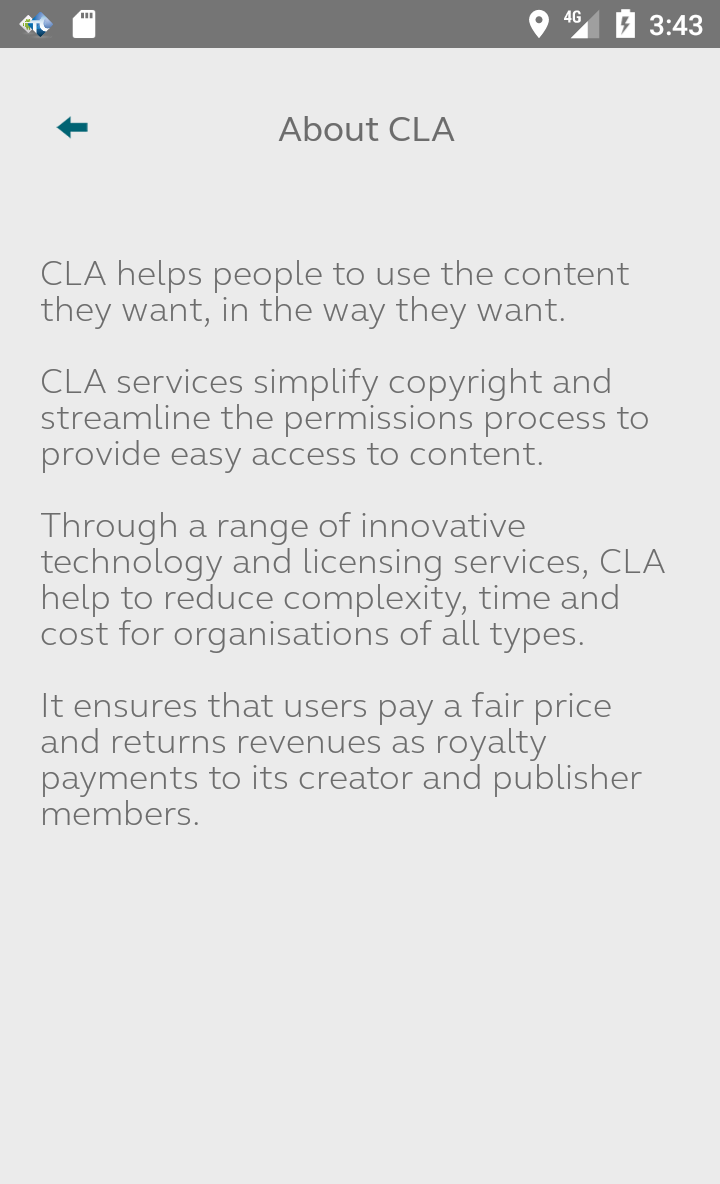 4G 3:43
About CLA
CLA helps people to use the content
they want, in the way they want.
CLA services simplify copyright and
streamline the permissions process to
provide easy access to content.
Through a range of innovative
technology and licensing services, CLA
help to reduce complexity, time and
cost for organisations of all types.
It ensures that users pay a fair price
and returns revenues as royalty
payments to its creator and publisher
members.